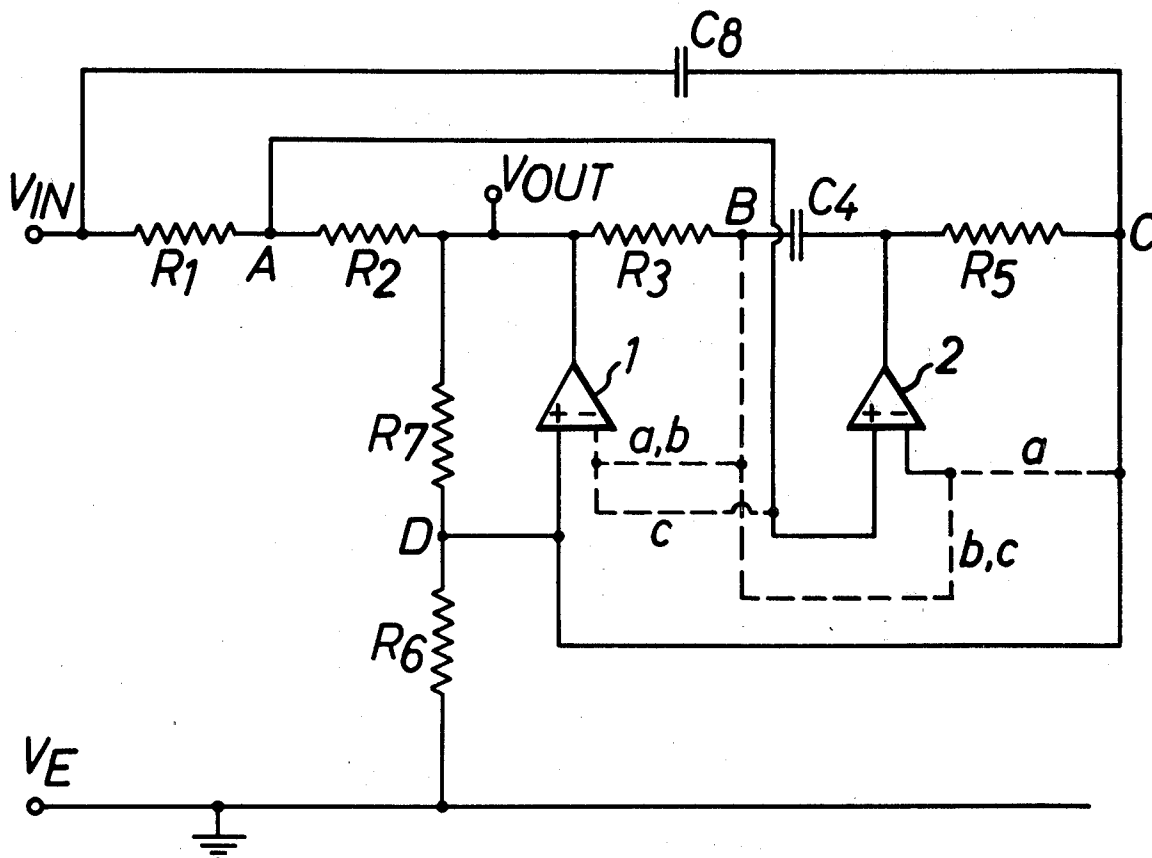 C8
VIN
VOUT
B
C4
C
R1
A
R2
R3
R5
1
2
+ −
+ −
R7
a,b
a
c
D
b,c
R6
VE